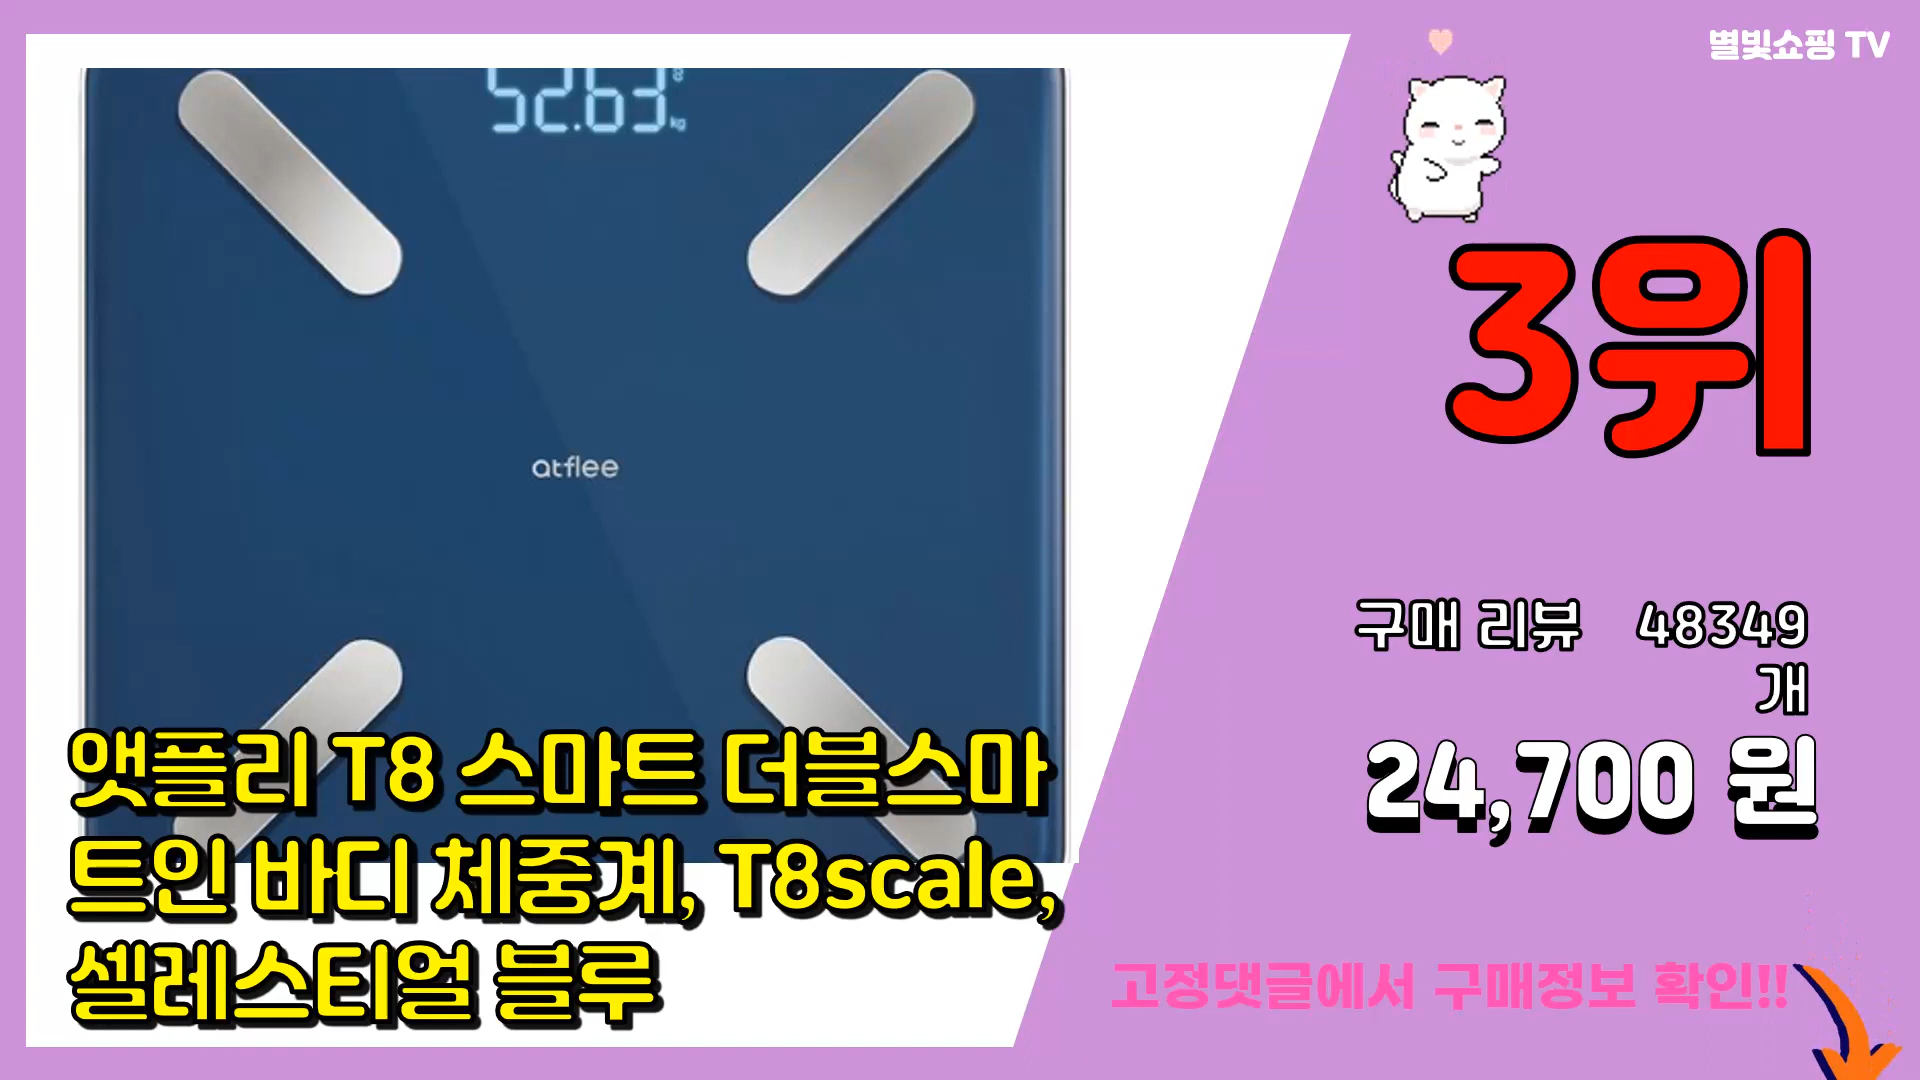 별빛쇼핑 TV
52.63 kg
atflee
3위
구매 리뷰 48349
개
24,700 원
앳플리 T8 스마트 더블스마
트인 바디 체중계, T8scale,
셀레스티얼 블루
고정댓글에서 구매정보 확인!!